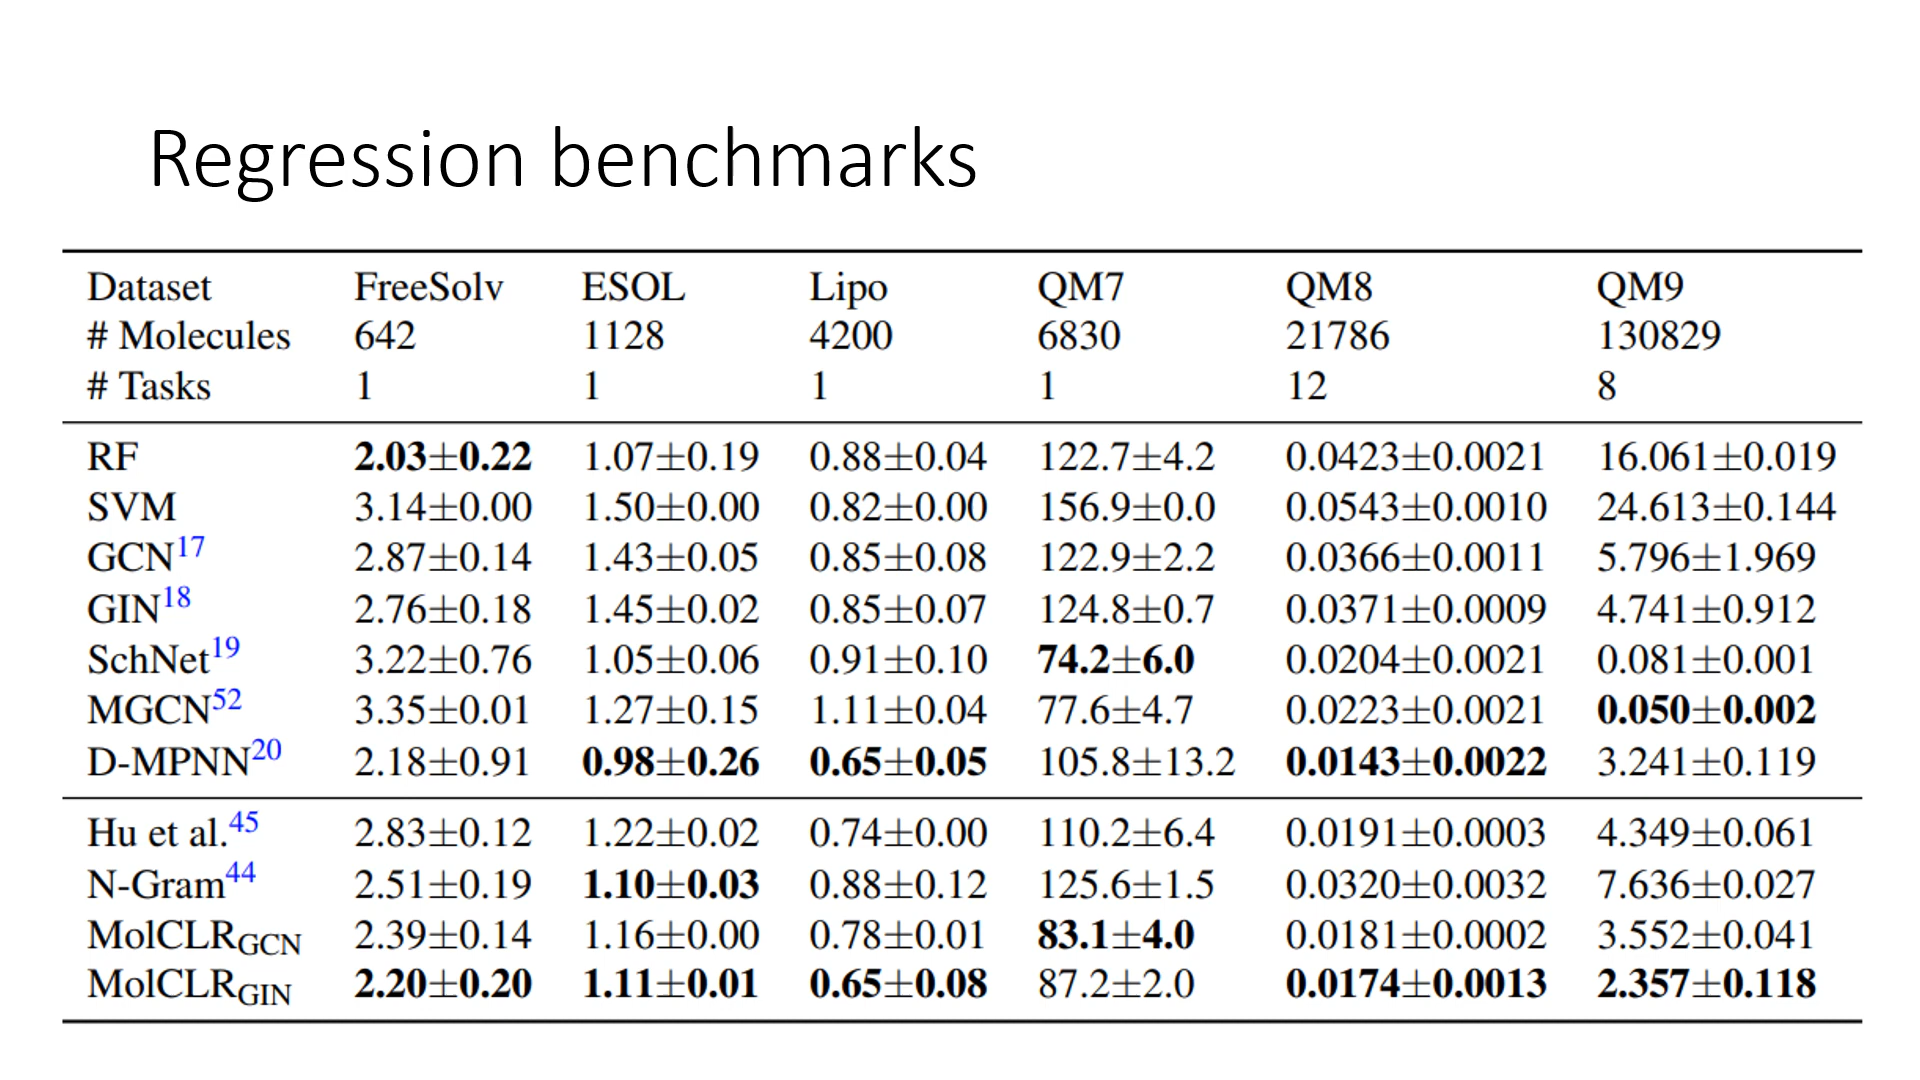 Regression benchmarks
Dataset FreeSolv ESOL Lipo QM7 QM8 QM9
# Molecules 642 1128 4200 6830 21786 130829
# Tasks 1 1 1 1 12 8
RF 2.03±0.22 1.07±0.19 0.88±0.04 122.7±4.2 0.0423±0.0021 16.061±0.019
SVM 3.14±0.00 1.50±0.00 0.82±0.00 156.9±0.0 0.0543±0.0010 24.613±0.144
GCN17 2.87±0.14 1.43±0.05 0.85±0.08 122.9±2.2 0.0366±0.0011 5.796±1.969
GIN18 2.76±0.18 1.45±0.02 0.85±0.07 124.8±0.7 0.0371±0.0009 4.741±0.912
SchNet19 3.22±0.76 1.05±0.06 0.91±0.10 74.2±6.0 0.0204±0.0021 0.081±0.001
MGCN52 3.35±0.01 1.27±0.15 1.11±0.04 77.6±4.7 0.0223±0.0021 0.050±0.002
D-MPNN20 2.18±0.91 0.98±0.26 0.65±0.05 105.8±13.2 0.0143±0.0022 3.241±0.119
Hu et al.45 2.83±0.12 1.22±0.02 0.74±0.00 110.2±6.4 0.0191±0.0003 4.349±0.061
N-Gram44 2.51±0.19 1.10±0.03 0.88±0.12 125.6±1.5 0.0320±0.0032 7.636±0.027
MolCLRGCN 2.39±0.14 1.16±0.00 0.78±0.01 83.1±4.0 0.0181±0.0002 3.552±0.041
MolCLRGIN 2.20±0.20 1.11±0.01 0.65±0.08 87.2±2.0 0.0174±0.0013 2.357±0.118